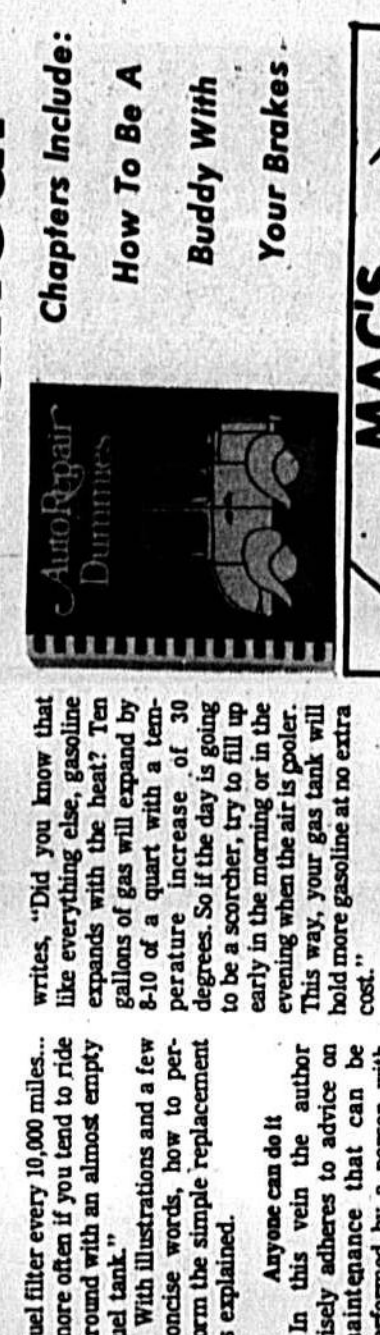 uel filter every 10,000 miles...
more often if you tend to ride
round with an almost empty
uel tank."
With illustrations and a few
oncise words, how to per-
orm the simple replacement
explained.
Anyone can do it
In this vein the author
isely adheres to advice on
aintenance that can be
writes, "Did you know that
like everything else, gasoline
expands with the heat? Ten
gallons of gas will expand by
8-10 of a quart with a tem-
perature increase of 30
degrees. So if the day is going
to be a scorcher, try to fill up
early in the morning or in the
evening when the air is cooler.
This way, your gas tank will
hold more gasoline at no extra
cost."
Auto Repair
Dummies
Chapters Include:
How To Be A
Buddy With
Your Brakes
MAC'S